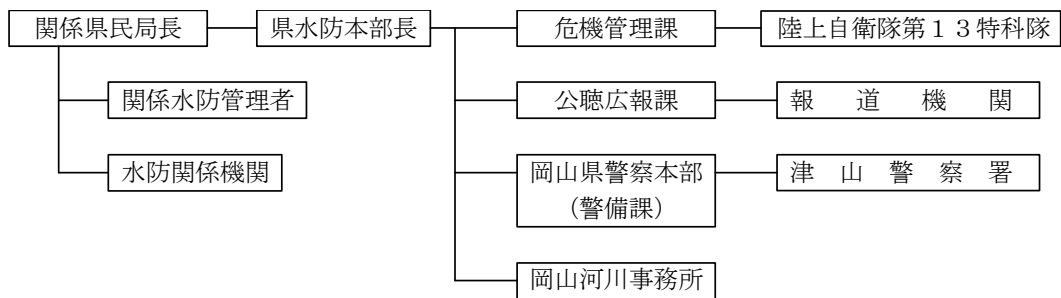 関係県民局長
県水防本部長
危機管理課
陸上自衛隊第１３特科隊
関係水防管理者
公聴広報課
報道機関
水防関係機関
岡山県警察本部
（警備課）
津山警察署
岡山河川事務所